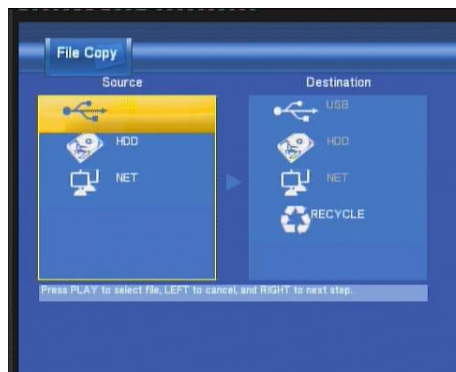 File Copy
Source
Destination
USB
HDD
HDD
NET
NET
RECYCLE
Press PLAY to select file, LEFT to cancel, and RIGHT to next step.